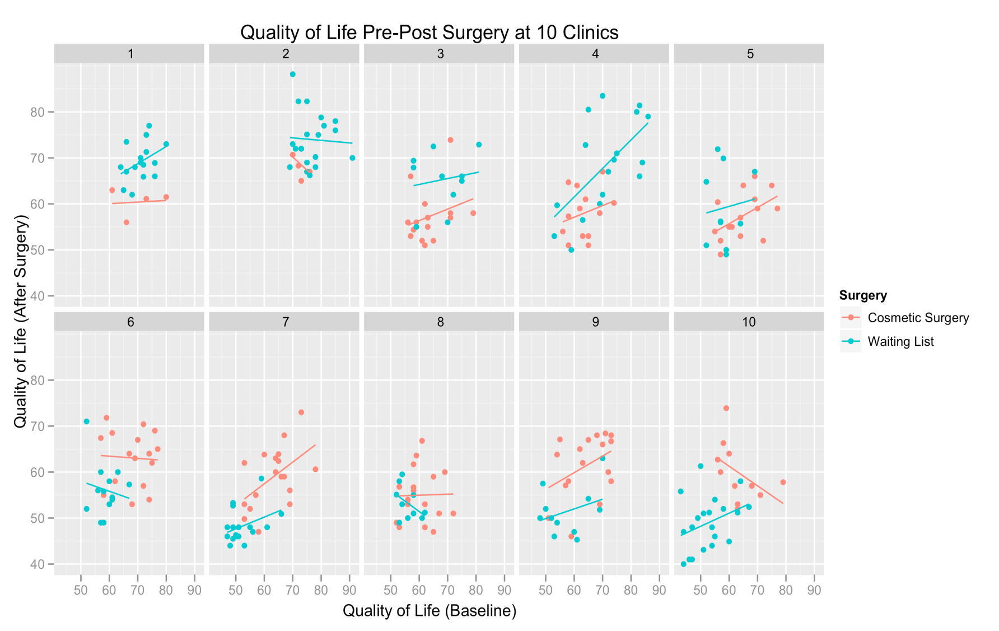 Quality of Life Pre-Post Surgery at 10 Clinics
1 2 3 4 5
80
70
60
50
40
6 7 8 9 10
80
70
60
50
40
50 60 70 80 90 50 60 70 80 90 50 60 70 80 90 50 60 70 80 90 50 60 70 80 90
Quality of Life (Baseline)
Quality of Life (After Surgery)
Surgery
Cosmetic Surgery
Waiting List